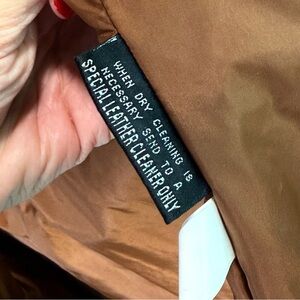 WHEN DRY CLEANING IS
NECESSARY SEND TO A
SPECIAL LEATHER CLEANER ONLY